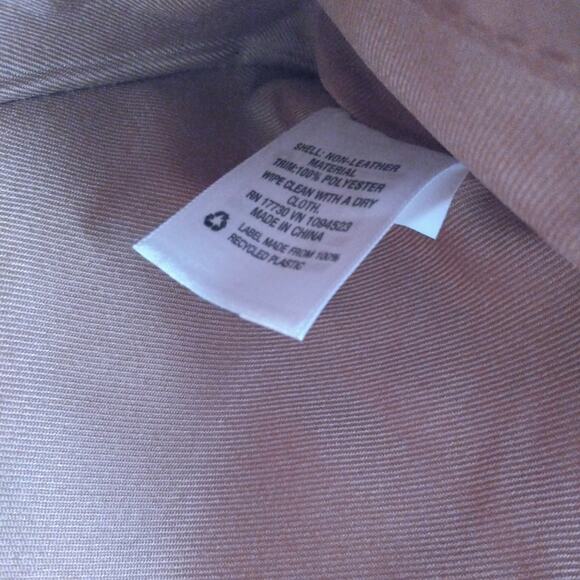 SHELL: NON-LEATHER
MATERIAL
TRIM:100% POLYESTER
WIPE CLEAN WITH A DRY
CLOTH.
RN 17730 VN 1094523
MADE IN CHINA
LABEL MADE FROM 100%
RECYCLED PLASTIC